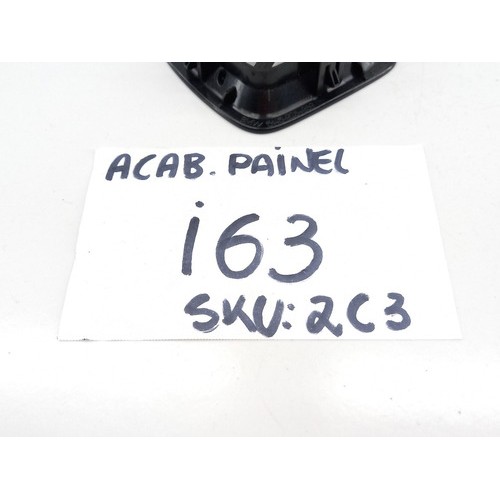 ACAB. PAINEL
i63
SKU: 2C3